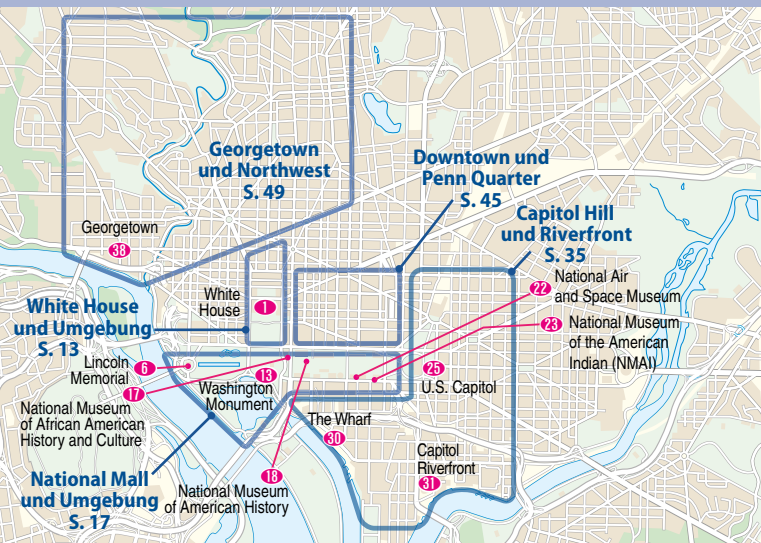 Georgetown
und Northwest
S. 49
Downtown und
Penn Quarter
S. 45
Capitol Hill
und Riverfront
S. 35
Georgetown
38
White
House
1
22
National Air
and Space Museum
23
National Museum
of the American
Indian (NMAI)
White House
und Umgebung
S. 13
Lincoln
Memorial
6
17
National Museum
of African American
History and Culture
13
Washington
Monument
25
U.S. Capitol
The Wharf
30
Capitol
Riverfront
31
18
National Museum
of American History
National Mall
und Umgebung
S. 17